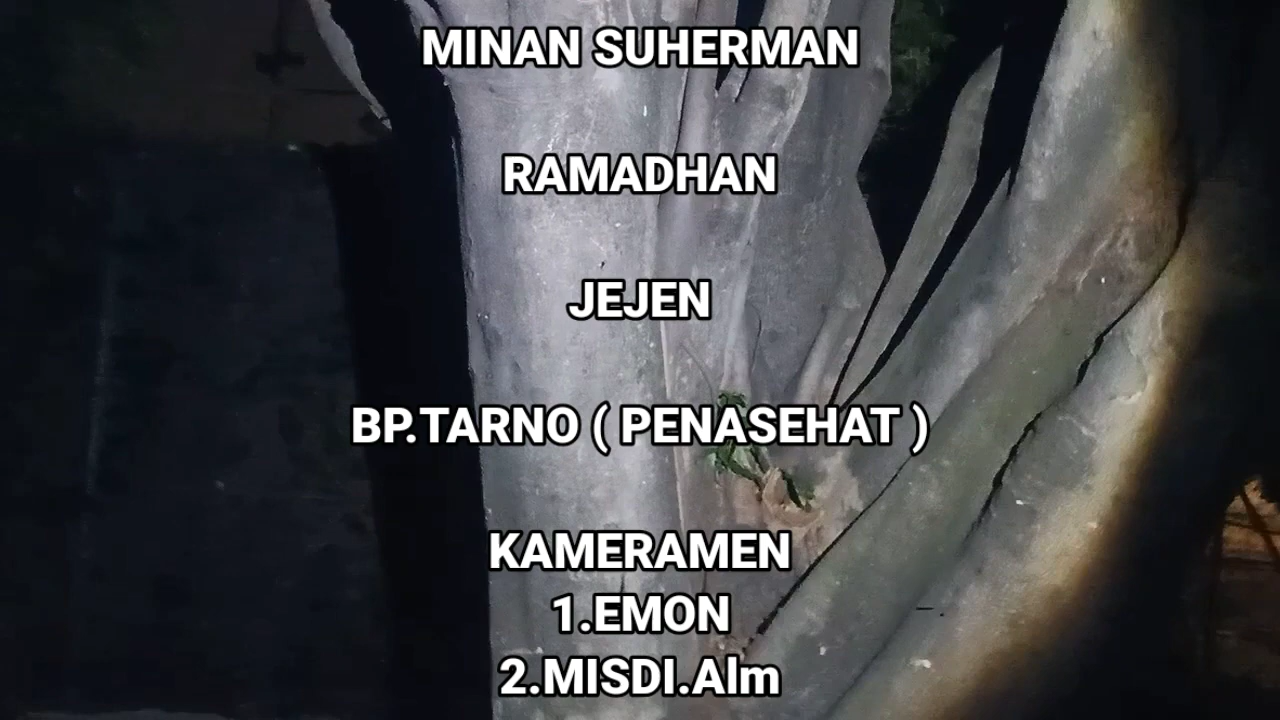 MINAN SUHERMAN
RAMADHAN
JEJEN
BP.TARNO ( PENASEHAT )
KAMERAMEN
1.EMON
2.MISDI.Alm